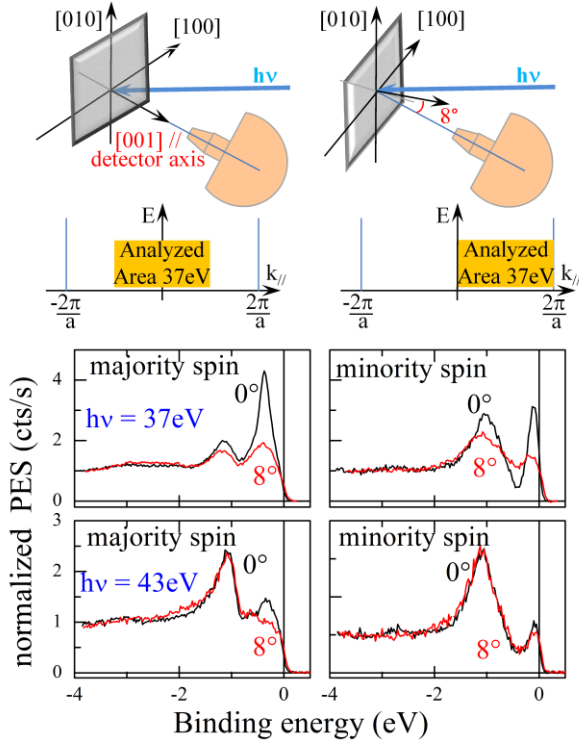 [010]
[100]
hν
[001] //
detector axis
[010]
[100]
hν
8°
E
Analyzed
Area 37eV
k//
-2π
a
2π
a
E
Analyzed
Area 37eV
k//
-2π
a
2π
a
normalized PES (cts/s)
majority spin
0°
hν = 37eV
8°
4
3
2
1
minority spin
0°
8°
majority spin
0°
hν = 43eV
8°
3
2
1
0
minority spin
0°
8°
-4
-2
0
-4
-2
0
Binding energy (eV)